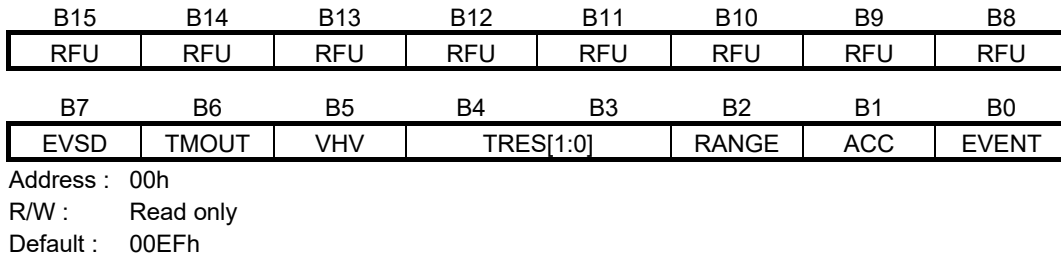 B15 B14 B13 B12 B11 B10 B9 B8
RFU RFU RFU RFU RFU RFU RFU RFU
B7 B6 B5 B4 B3 B2 B1 B0
EVSD TMOUT VHV TRES[1:0] RANGE ACC EVENT
Address : 00h
R/W : Read only
Default : 00EFh